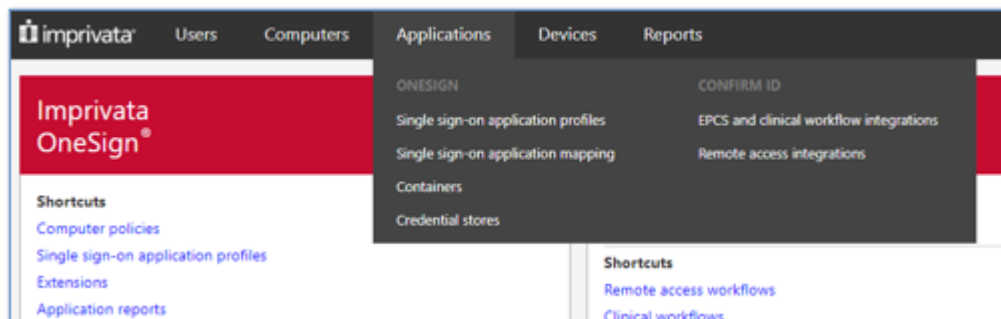 imprivata Users Computers Applications Devices Reports
ONESIGN
Single sign-on application profiles
Single sign-on application mapping
Containers
Credential stores
CONFIRM ID
EPCS and clinical workflow integrations
Remote access integrations
Imprivata
OneSign®
Shortcuts
Computer policies
Single sign-on application profiles
Extensions
Application reports
Shortcuts
Remote access workflows
Clinical workflows